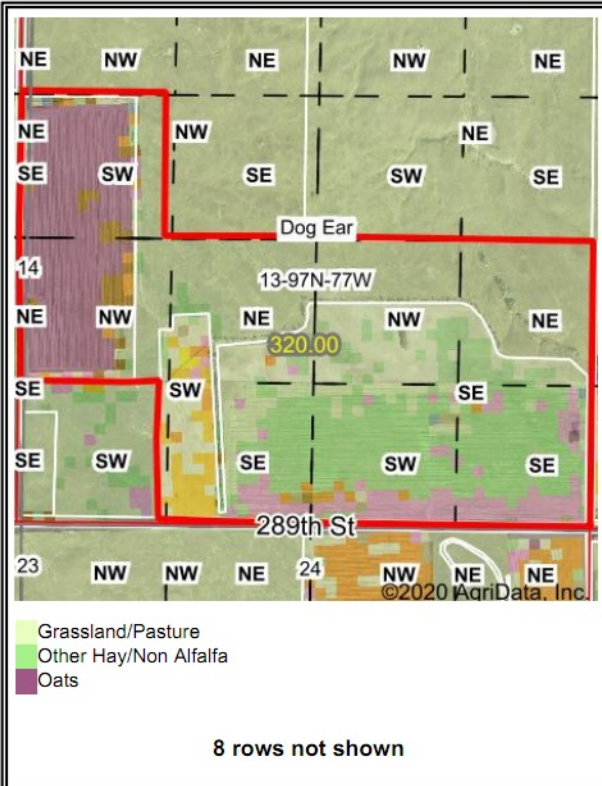 NE NW NE NW NE
NE NW NE
SE SW SE SW SE
Dog Ear
14 13-97N-77W
NE NW NE NW NE
320.00
SE SW SE
SE SW SE SW SE
289th St
23 NW NW NE 24 NW NE NE
©2020 AgriData, Inc.
Grassland/Pasture
Other Hay/Non Alfalfa
Oats
8 rows not shown